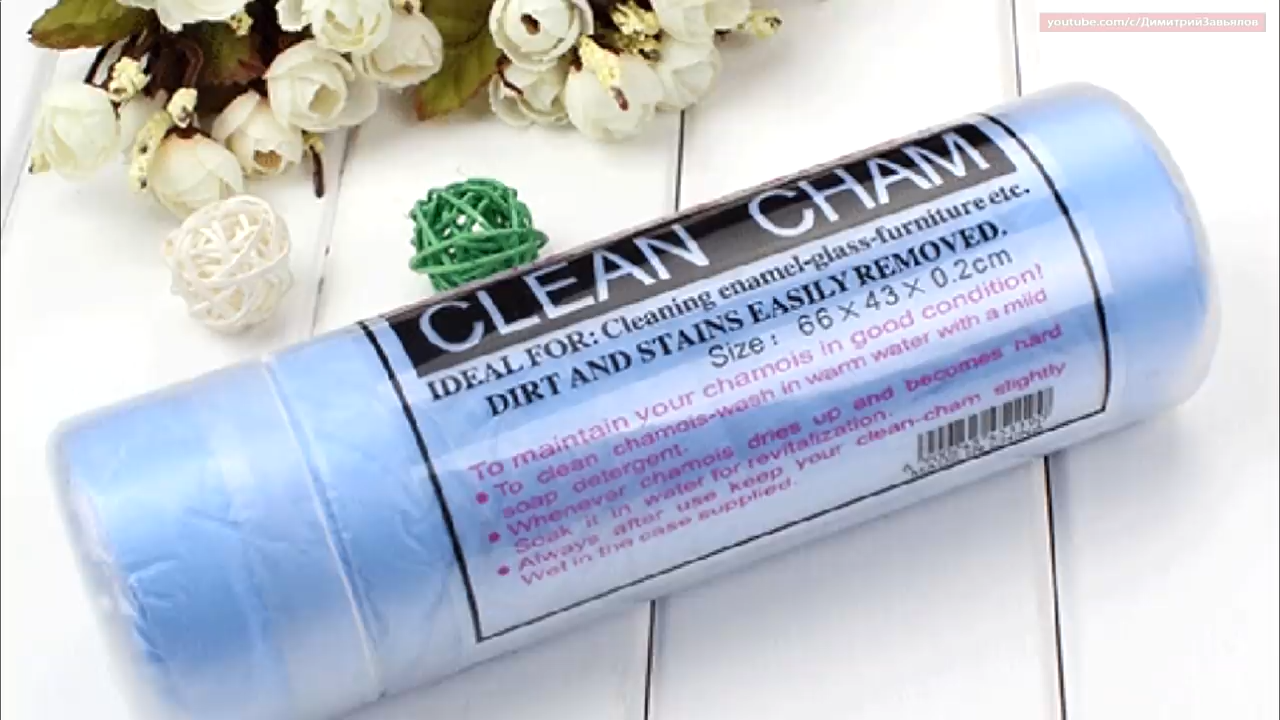 youtube.com/c/ДмитрийЗавьялов
CLEAN CHAM
IDEAL FOR: Cleaning enamel-glass-furniture etc.
DIRT AND STAINS EASILY REMOVED.
Size: 66×43×0.2cm
To maintain your chamois in good condition!
• To clean chamois-wash in warm water with a mild
soap detergent.
• Whenever chamois dries up and becomes hard
Soak it in water for revitalization.
• Always after use keep your clean-cham slightly
Wet in the case supplied.